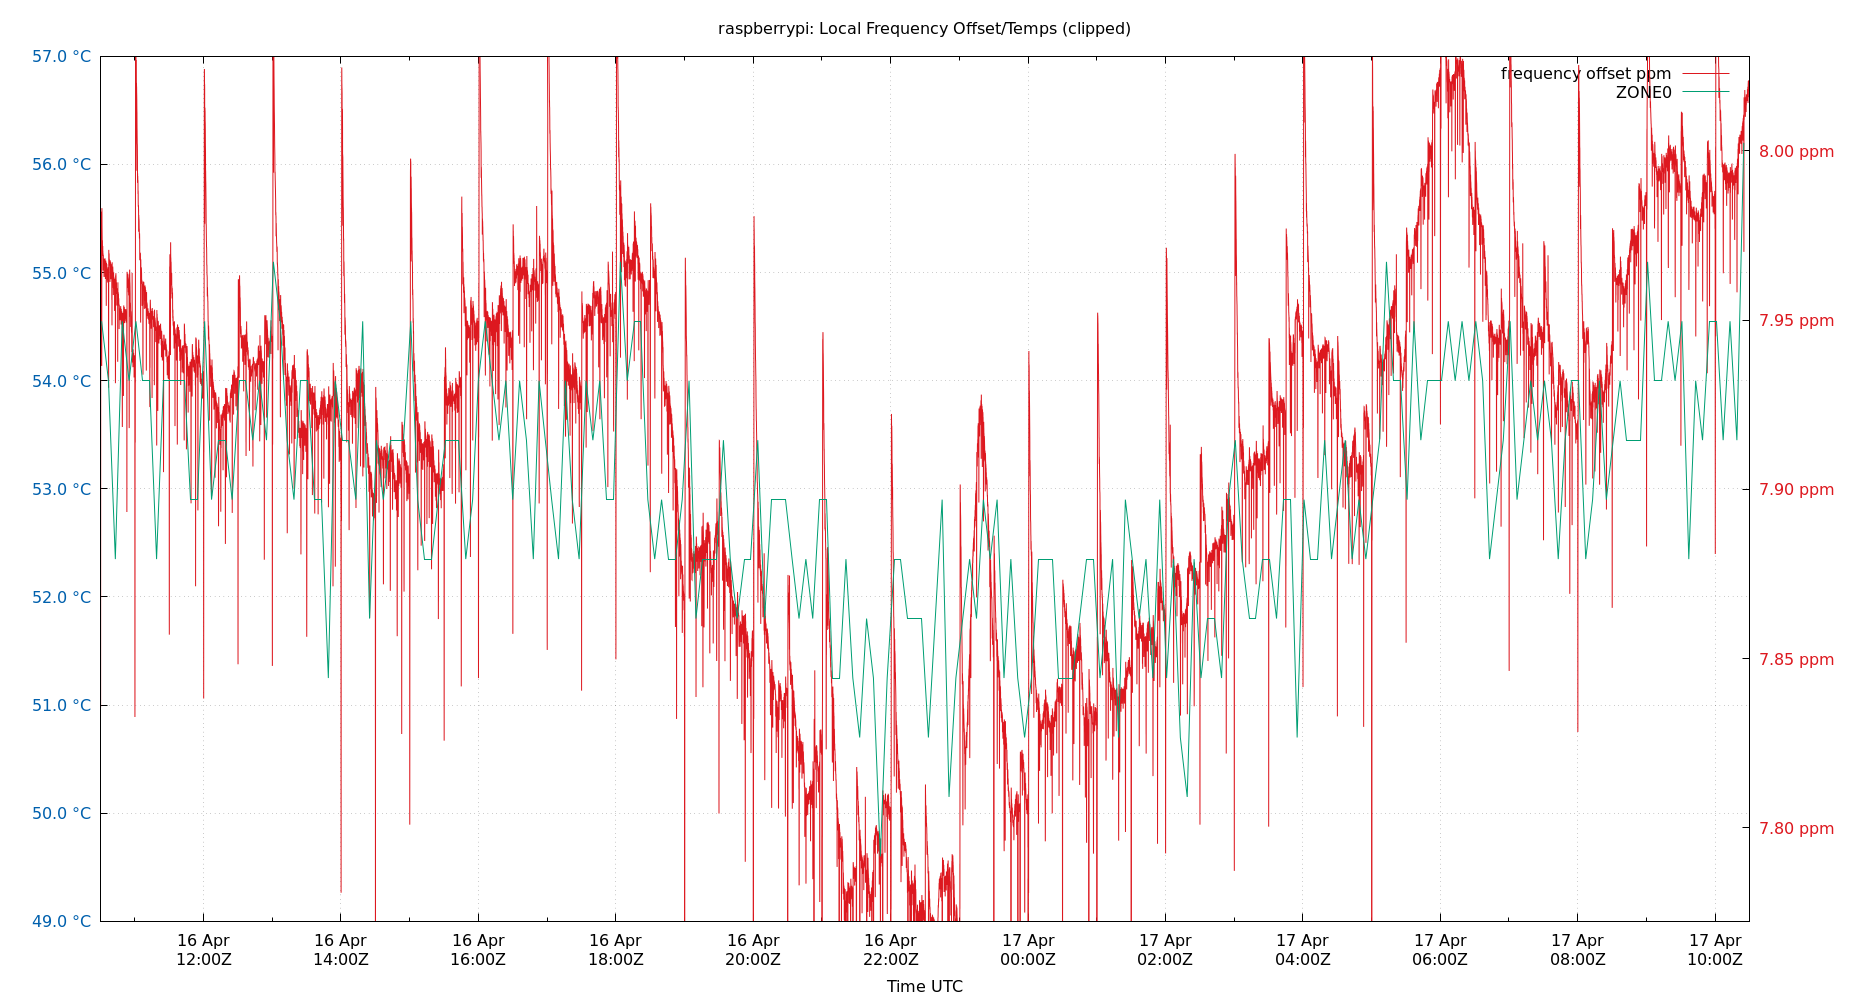 raspberrypi: Local Frequency Offset/Temps (clipped)
57.0 °C
56.0 °C
55.0 °C
54.0 °C
53.0 °C
52.0 °C
51.0 °C
50.0 °C
49.0 °C
frequency offset ppm
ZONE0
8.00 ppm
7.95 ppm
7.90 ppm
7.85 ppm
7.80 ppm
16 Apr 16 Apr 16 Apr 16 Apr 16 Apr 16 Apr 17 Apr 17 Apr 17 Apr 17 Apr 17 Apr 17 Apr
12:00Z 14:00Z 16:00Z 18:00Z 20:00Z 22:00Z 00:00Z 02:00Z 04:00Z 06:00Z 08:00Z 10:00Z
Time UTC